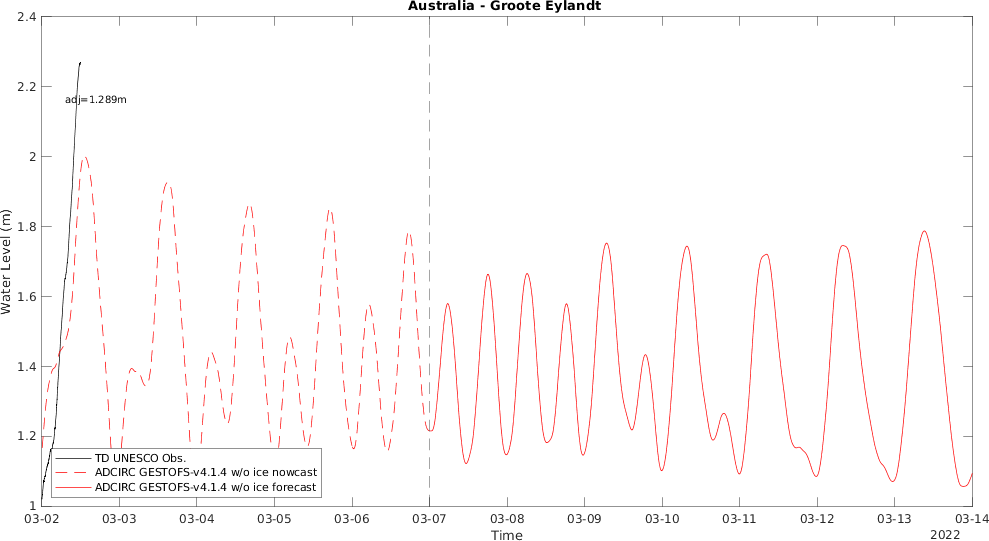 Australia - Groote Eylandt
2.4
2.2
adj=1.289m
2
1.8
Water Level (m)
1.6
1.4
1.2
TD UNESCO Obs.
ADCIRC GESTOFS-v4.1.4 w/o ice nowcast
ADCIRC GESTOFS-v4.1.4 w/o ice forecast
1
03-02 03-03 03-04 03-05 03-06 03-07 03-08 03-09 03-10 03-11 03-12 03-13 03-14
Time
2022